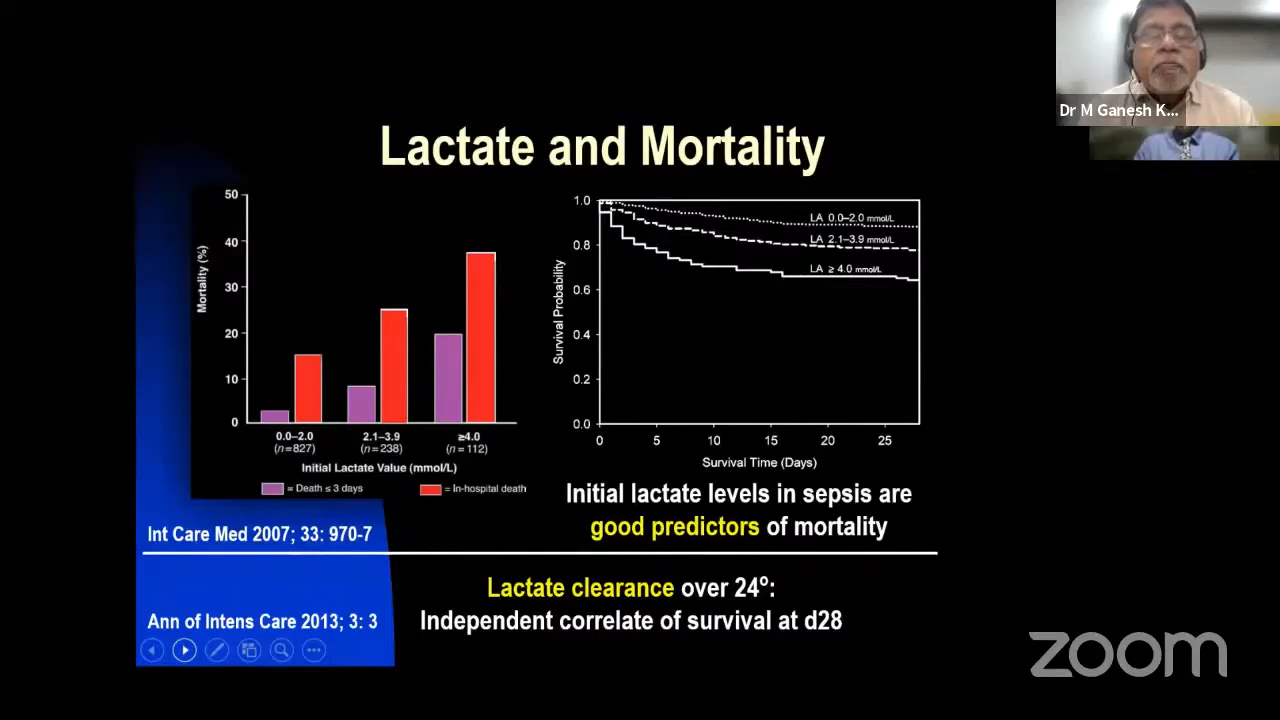 Dr M Ganesh K...
Lactate and Mortality
50
40
30
20
10
0
Mortality (%)
0.0–2.0
(n=827)
2.1–3.9
(n=238)
≥4.0
(n=112)
Initial Lactate Value (mmol/L)
= Death ≤ 3 days
= In-hospital death
1.0
0.8
0.6
0.4
0.2
0.0
Survival Probability
LA 0.0–2.0 mmol/L
LA 2.1–3.9 mmol/L
LA ≥ 4.0 mmol/L
0 5 10 15 20 25
Survival Time (Days)
Initial lactate levels in sepsis are
good predictors of mortality
Int Care Med 2007; 33: 970-7
Lactate clearance over 24º:
Independent correlate of survival at d28
Ann of Intens Care 2013; 3: 3
zoom